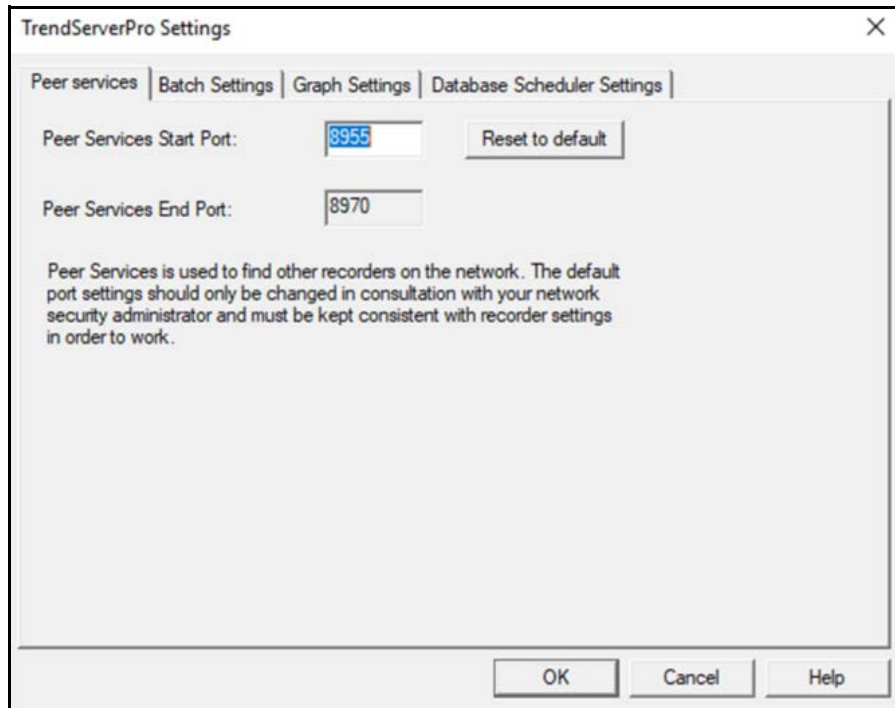 TrendServerPro Settings
Peer services Batch Settings Graph Settings Database Scheduler Settings
Peer Services Start Port: 8955 Reset to default
Peer Services End Port: 8970
Peer Services is used to find other recorders on the network. The default
port settings should only be changed in consultation with your network
security administrator and must be kept consistent with recorder settings
in order to work.
OK Cancel Help